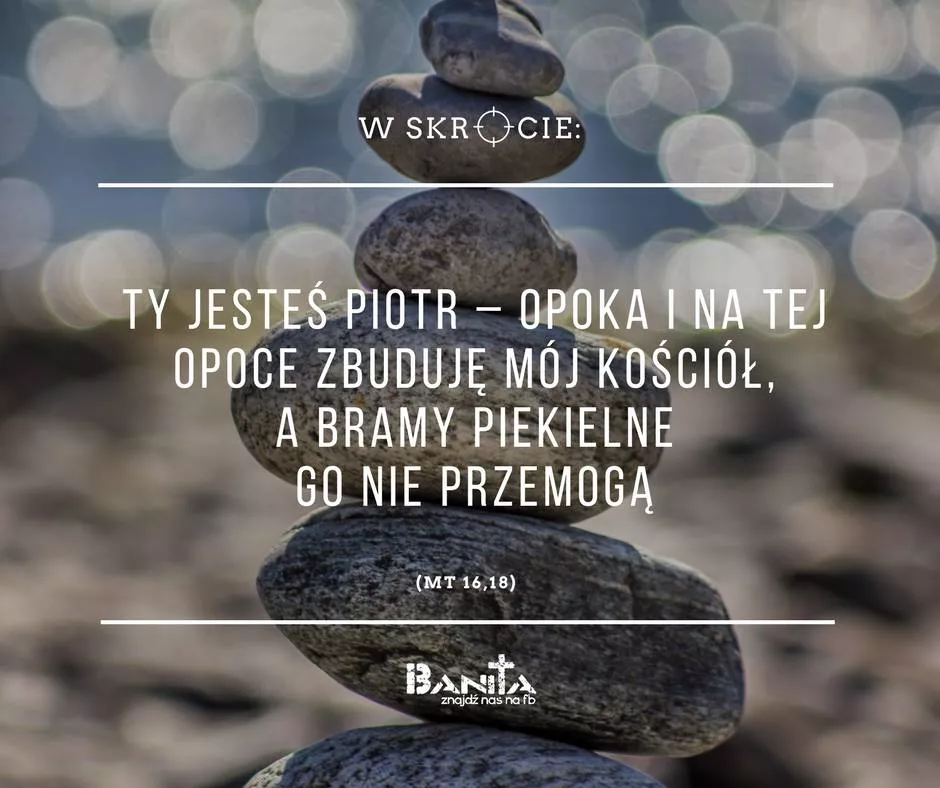 W SKRÓCIE:
TY JESTEŚ PIOTR – OPOKA I NA TEJ
OPOCE ZBUDUJĘ MÓJ KOŚCIÓŁ,
A BRAMY PIEKIELNE
GO NIE PRZEMOGĄ
(MT 16,18)
BANITA
znajdź nas na fb